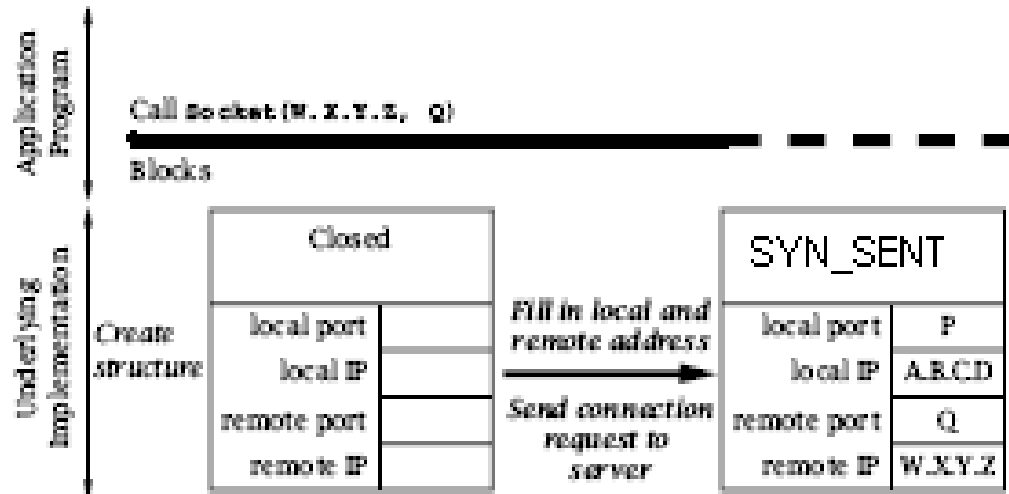 Application
Program
Call Socket(W.X.Y.Z, Q)
Blocks
Underlying
Implementation
Create
structure
Closed
local port
local IP
remote port
remote IP
Fill in local and
remote address
Send connection
request to
server
SYN_SENT
local port P
local IP A.B.C.D
remote port Q
remote IP W.X.Y.Z